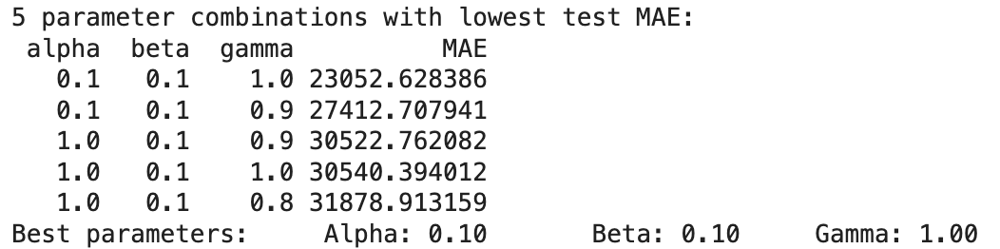 5 parameter combinations with lowest test MAE:
alpha beta gamma MAE
0.1 0.1 1.0 23052.628386
0.1 0.1 0.9 27412.707941
1.0 0.1 0.9 30522.762082
1.0 0.1 1.0 30540.394012
1.0 0.1 0.8 31878.913159
Best parameters: Alpha: 0.10 Beta: 0.10 Gamma: 1.00